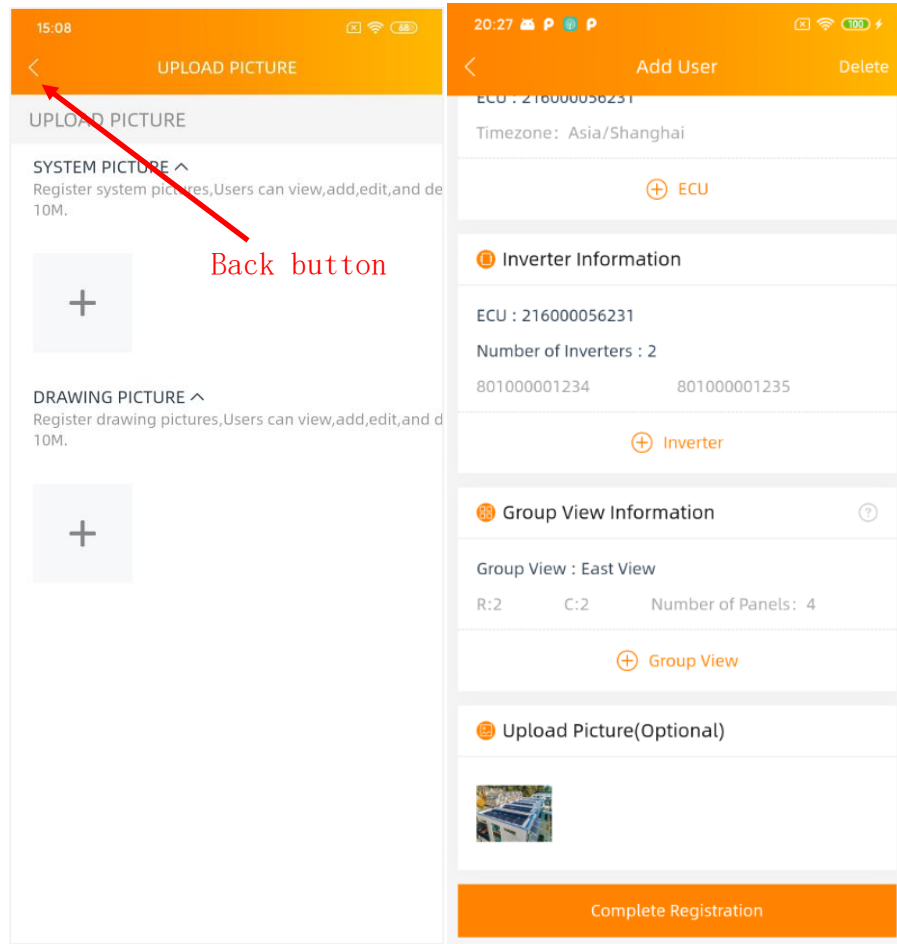 15:08
68
UPLOAD PICTURE
UPLOAD PICTURE
SYSTEM PICTURE
Register system pictures,Users can view,add,edit,and de
10M.
Back button
DRAWING PICTURE
Register drawing pictures,Users can view,add,edit,and d
10M.
20:27
100
Add User
Delete
ECU : 216000056231
Timezone: Asia/Shanghai
ECU
Inverter Information
ECU : 216000056231
Number of Inverters : 2
801000001234 801000001235
Inverter
Group View Information ?
Group View : East View
R:2 C:2 Number of Panels: 4
Group View
Upload Picture(Optional)
Complete Registration